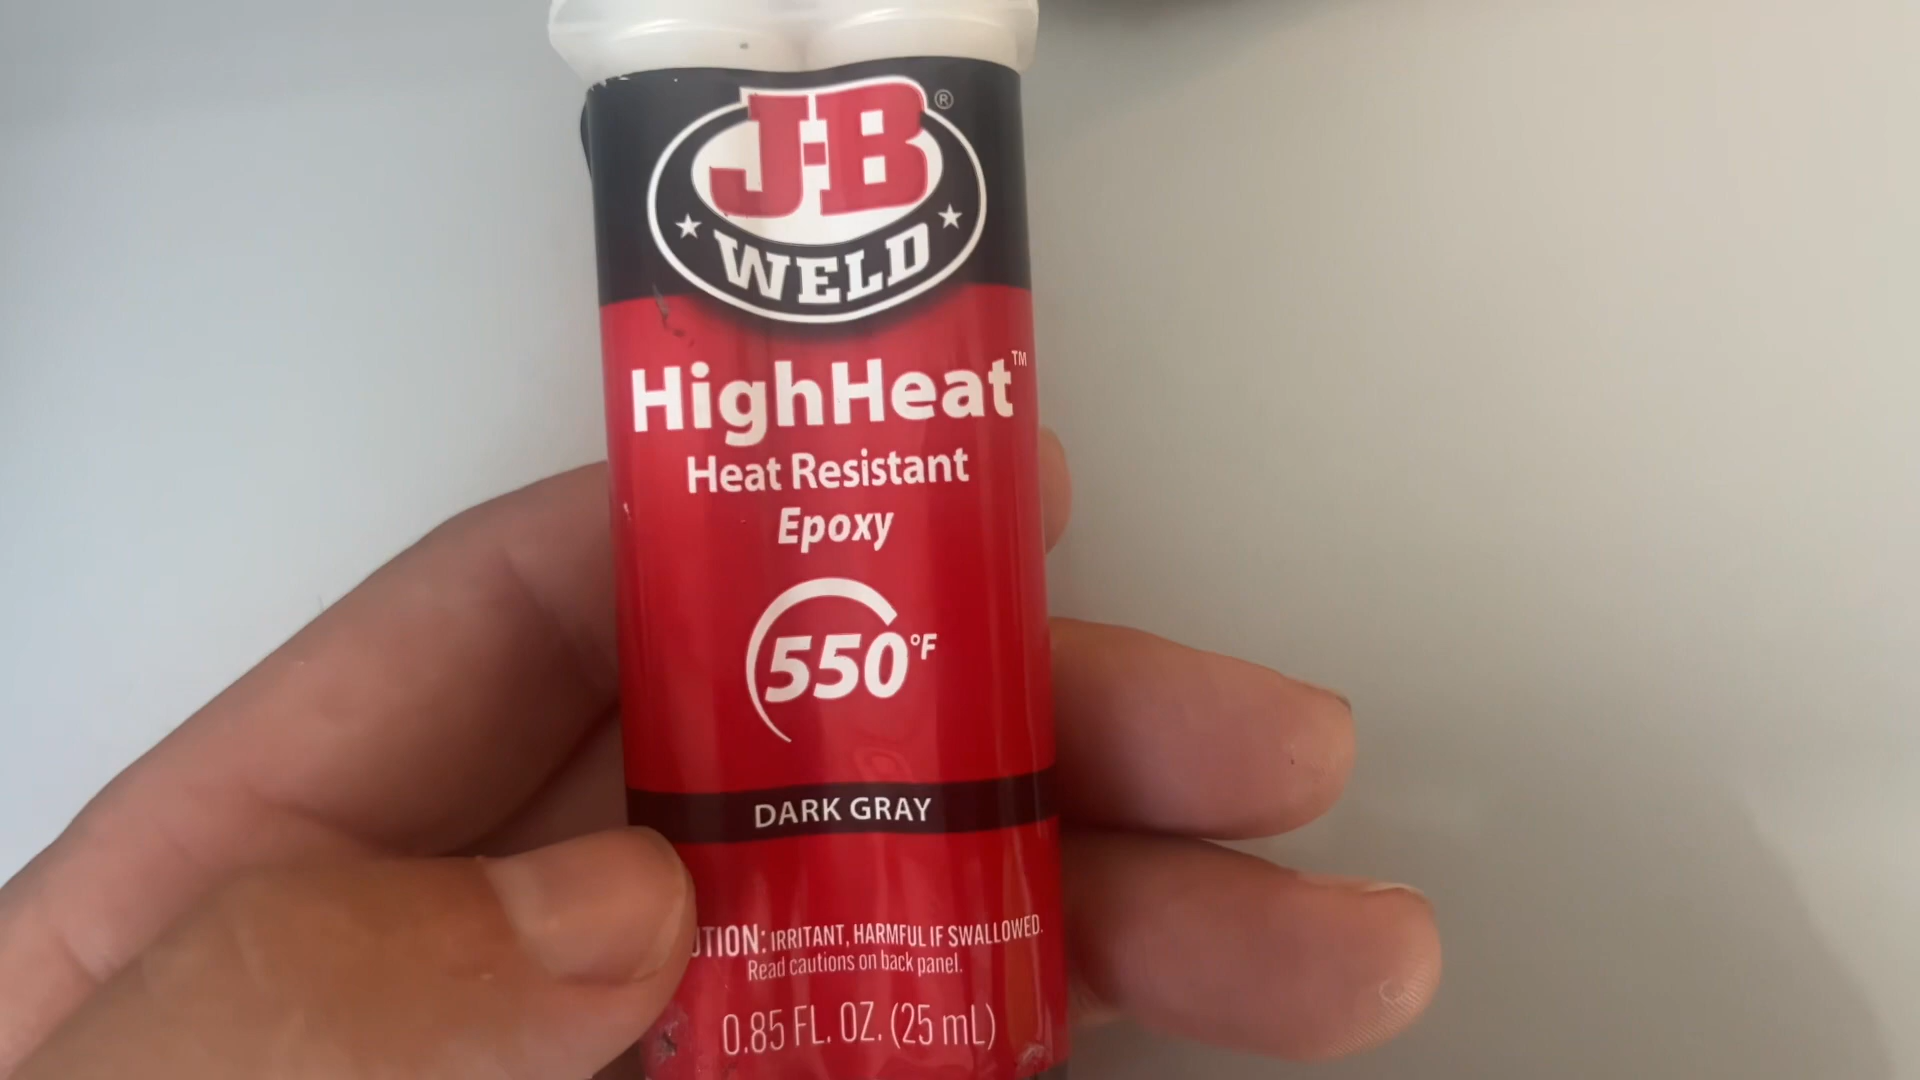 J-B®
WELD
HighHeat™
Heat Resistant
Epoxy
550°F
DARK GRAY
IRRITANT, HARMFUL IF SWALLOWED.
Read cautions on back panel.
0.85 FL. OZ. (25 mL)